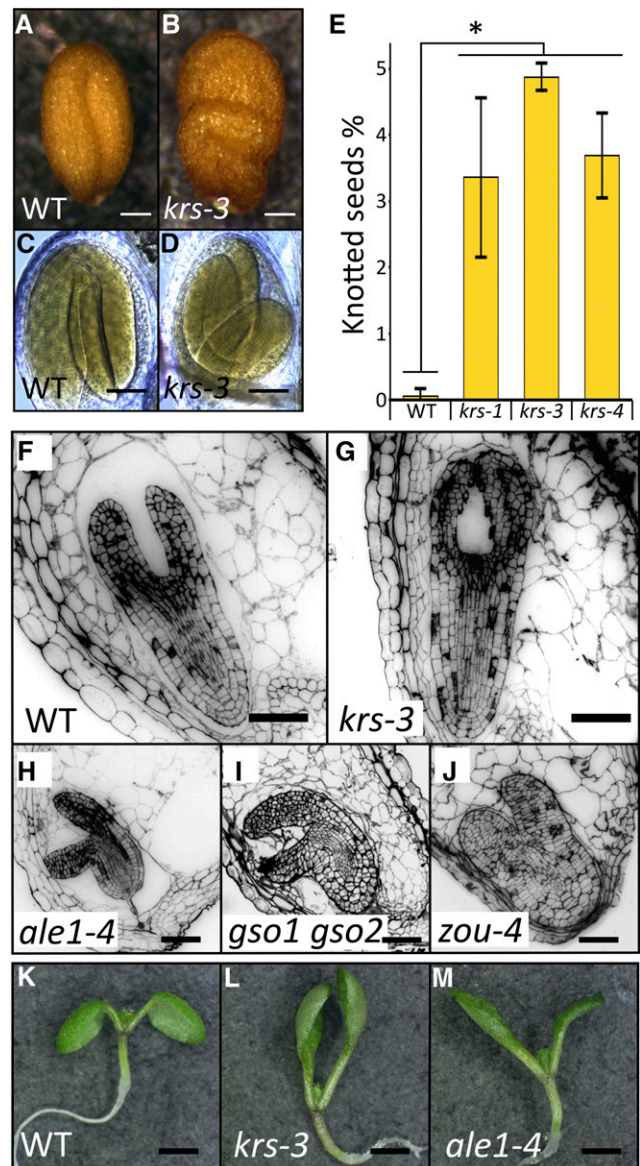 A
WT
B
krs-3
C
WT
D
krs-3
E
*
Knotted seeds %
5
4
3
2
1
0
WT krs-1 krs-3 krs-4
F
WT
G
krs-3
H
ale1-4
I
gso1 gso2
J
zou-4
K
WT
L
krs-3
M
ale1-4